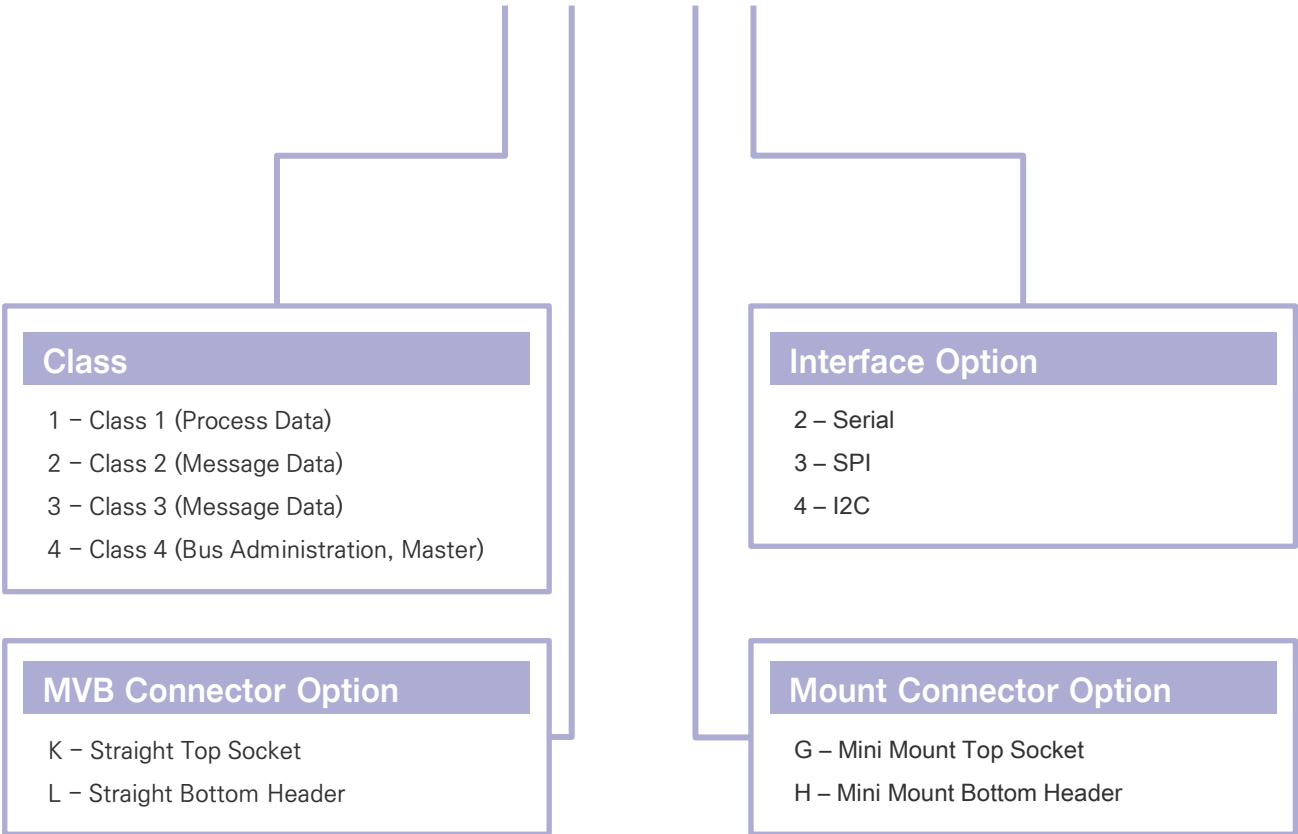 Class
1 – Class 1 (Process Data)
2 – Class 2 (Message Data)
3 – Class 3 (Message Data)
4 – Class 4 (Bus Administration, Master)
Interface Option
2 – Serial
3 – SPI
4 – I2C
MVB Connector Option
K – Straight Top Socket
L – Straight Bottom Header
Mount Connector Option
G – Mini Mount Top Socket
H – Mini Mount Bottom Header